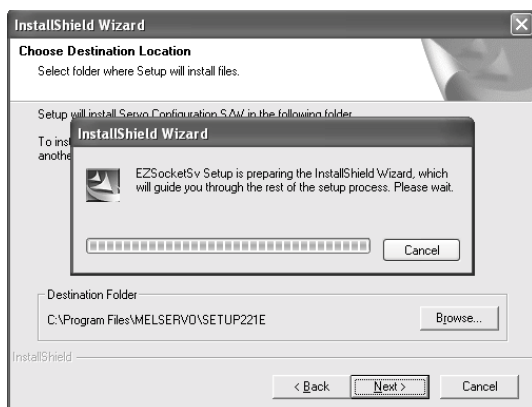 InstallShield Wizard
Choose Destination Location
Select folder where Setup will install files.
Setup will install Servo Configuration S/W in the following folder.
To inst
anothe
InstallShield Wizard
EZSocketSv Setup is preparing the InstallShield Wizard, which
will guide you through the rest of the setup process. Please wait.
Cancel
Destination Folder
C:\Program Files\MELSERVO\SETUP221E
Browse...
InstallShield
< Back
Next >
Cancel